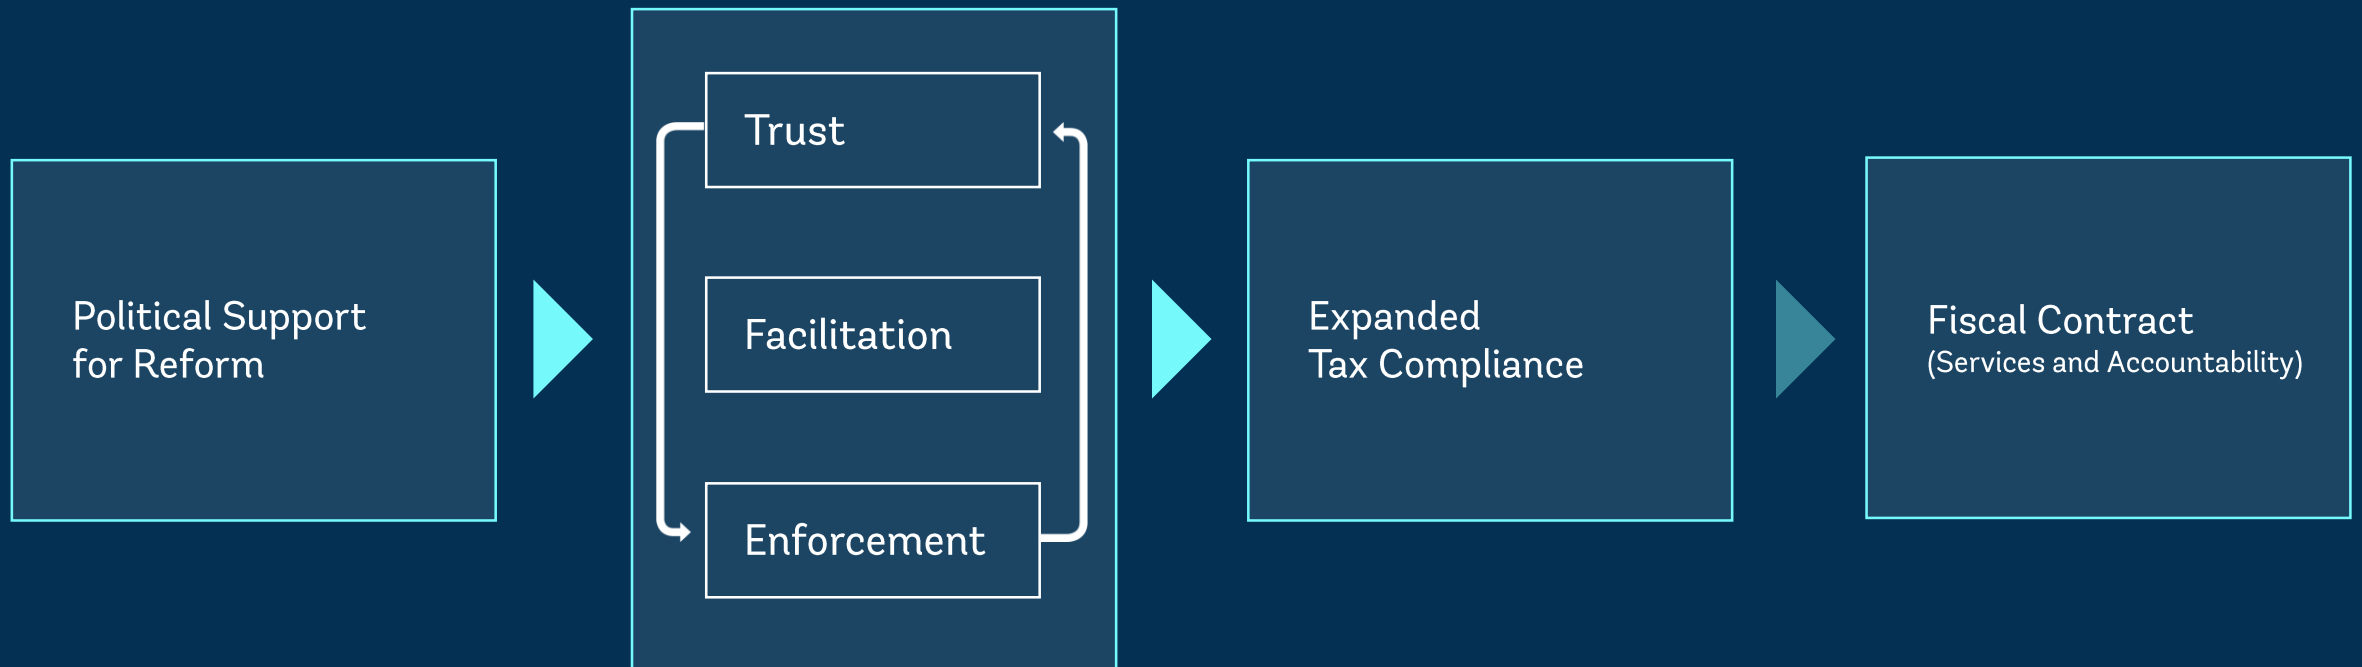 Political Support
for Reform
Trust
Facilitation
Enforcement
Expanded
Tax Compliance
Fiscal Contract
(Services and Accountability)